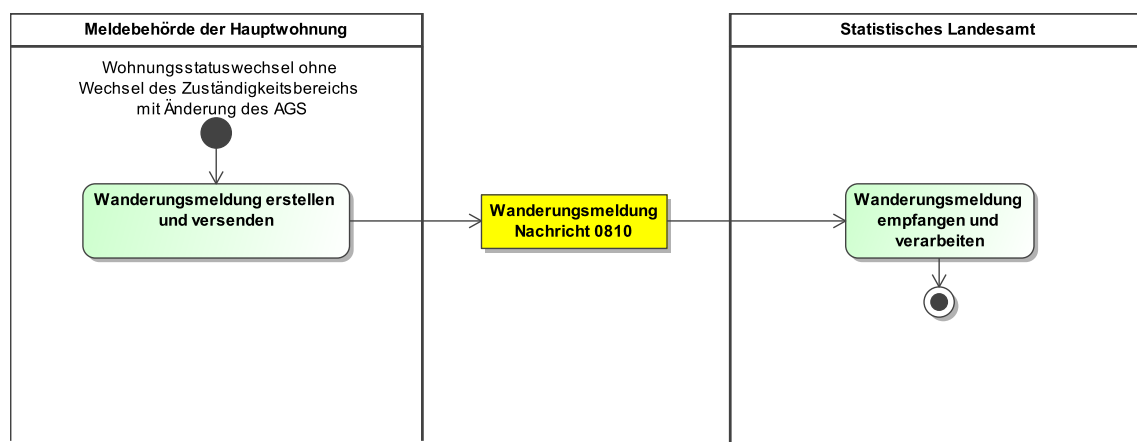 Meldebehörde der Hauptwohnung
Statistisches Landesamt
Wohnungsstatuswechsel ohne
Wechsel des Zuständigkeitsbereichs
mit Änderung des AGS
Wanderungsmeldung erstellen
und versenden
Wanderungsmeldung
Nachricht 0810
Wanderungsmeldung
empfangen und
verarbeiten